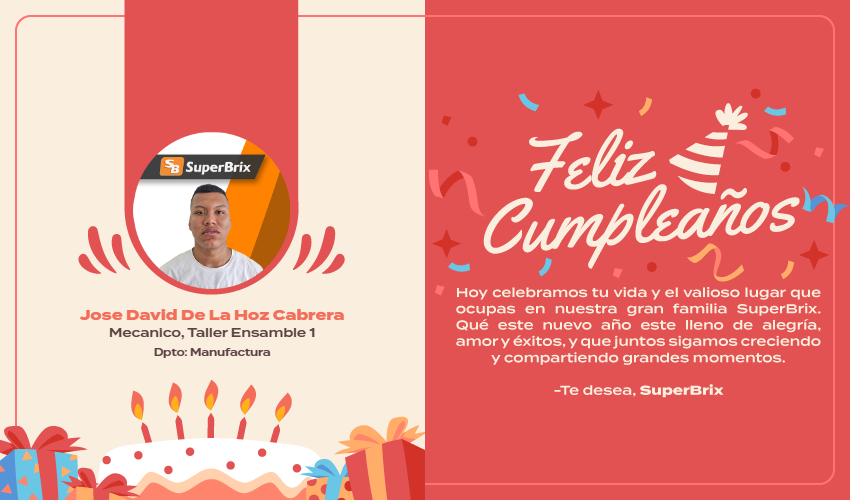 SB SuperBrix
Jose David De La Hoz Cabrera
Mecanico, Taller Ensamble 1
Dpto: Manufactura
Feliz
Cumpleaños
Hoy celebramos tu vida y el valioso lugar que
ocupas en nuestra gran familia SuperBrix.
Qué este nuevo año este lleno de alegría,
amor y éxitos, y que juntos sigamos creciendo
y compartiendo grandes momentos.
-Te desea, SuperBrix